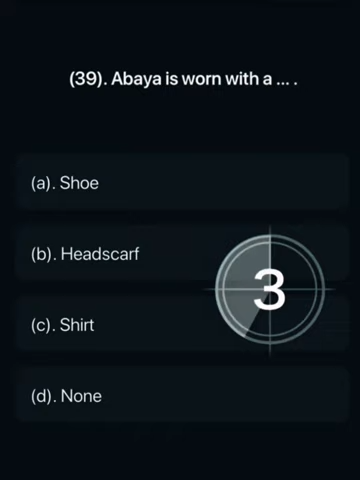 (39). Abaya is worn with a ... .
(a). Shoe
(b). Headscarf
3
(c). Shirt
(d). None